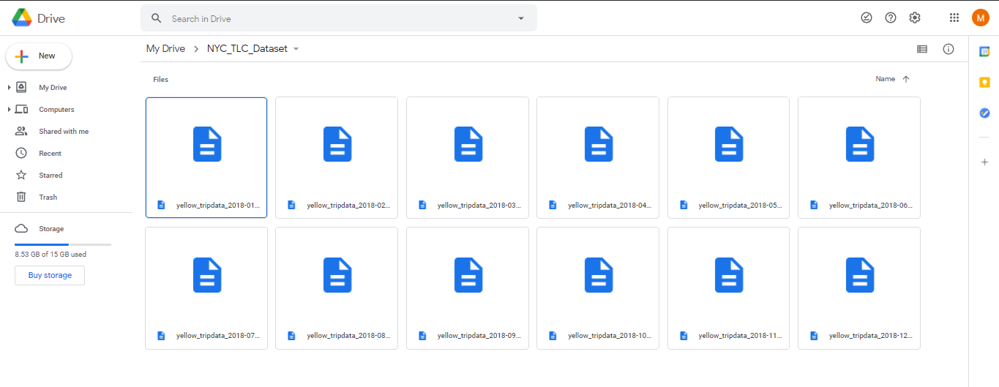 Drive
Search in Drive
M
New
My Drive
Computers
Shared with me
Recent
Starred
Trash
Storage
8.53 GB of 15 GB used
Buy storage
My Drive > NYC_TLC_Dataset
Files
Name
yellow_tripdata_2018-01...
yellow_tripdata_2018-02...
yellow_tripdata_2018-03...
yellow_tripdata_2018-04...
yellow_tripdata_2018-05...
yellow_tripdata_2018-06...
yellow_tripdata_2018-07...
yellow_tripdata_2018-08...
yellow_tripdata_2018-09...
yellow_tripdata_2018-10...
yellow_tripdata_2018-11...
yellow_tripdata_2018-12...
31